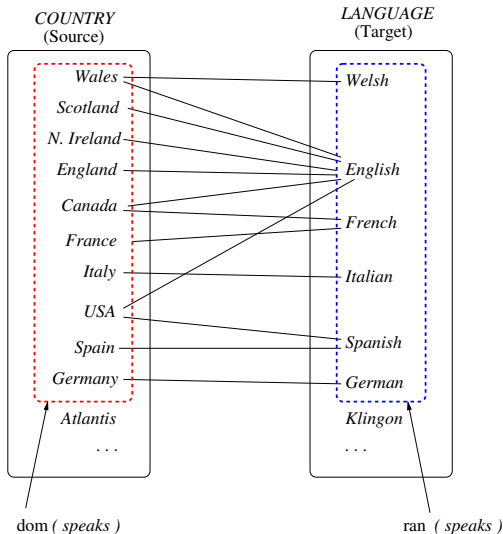 COUNTRY
(Source)
Wales
Scotland
N. Ireland
England
Canada
France
Italy
USA
Spain
Germany
Atlantis
. . .
dom ( speaks )
LANGUAGE
(Target)
Welsh
English
French
Italian
Spanish
German
Klingon
. . .
ran ( speaks )